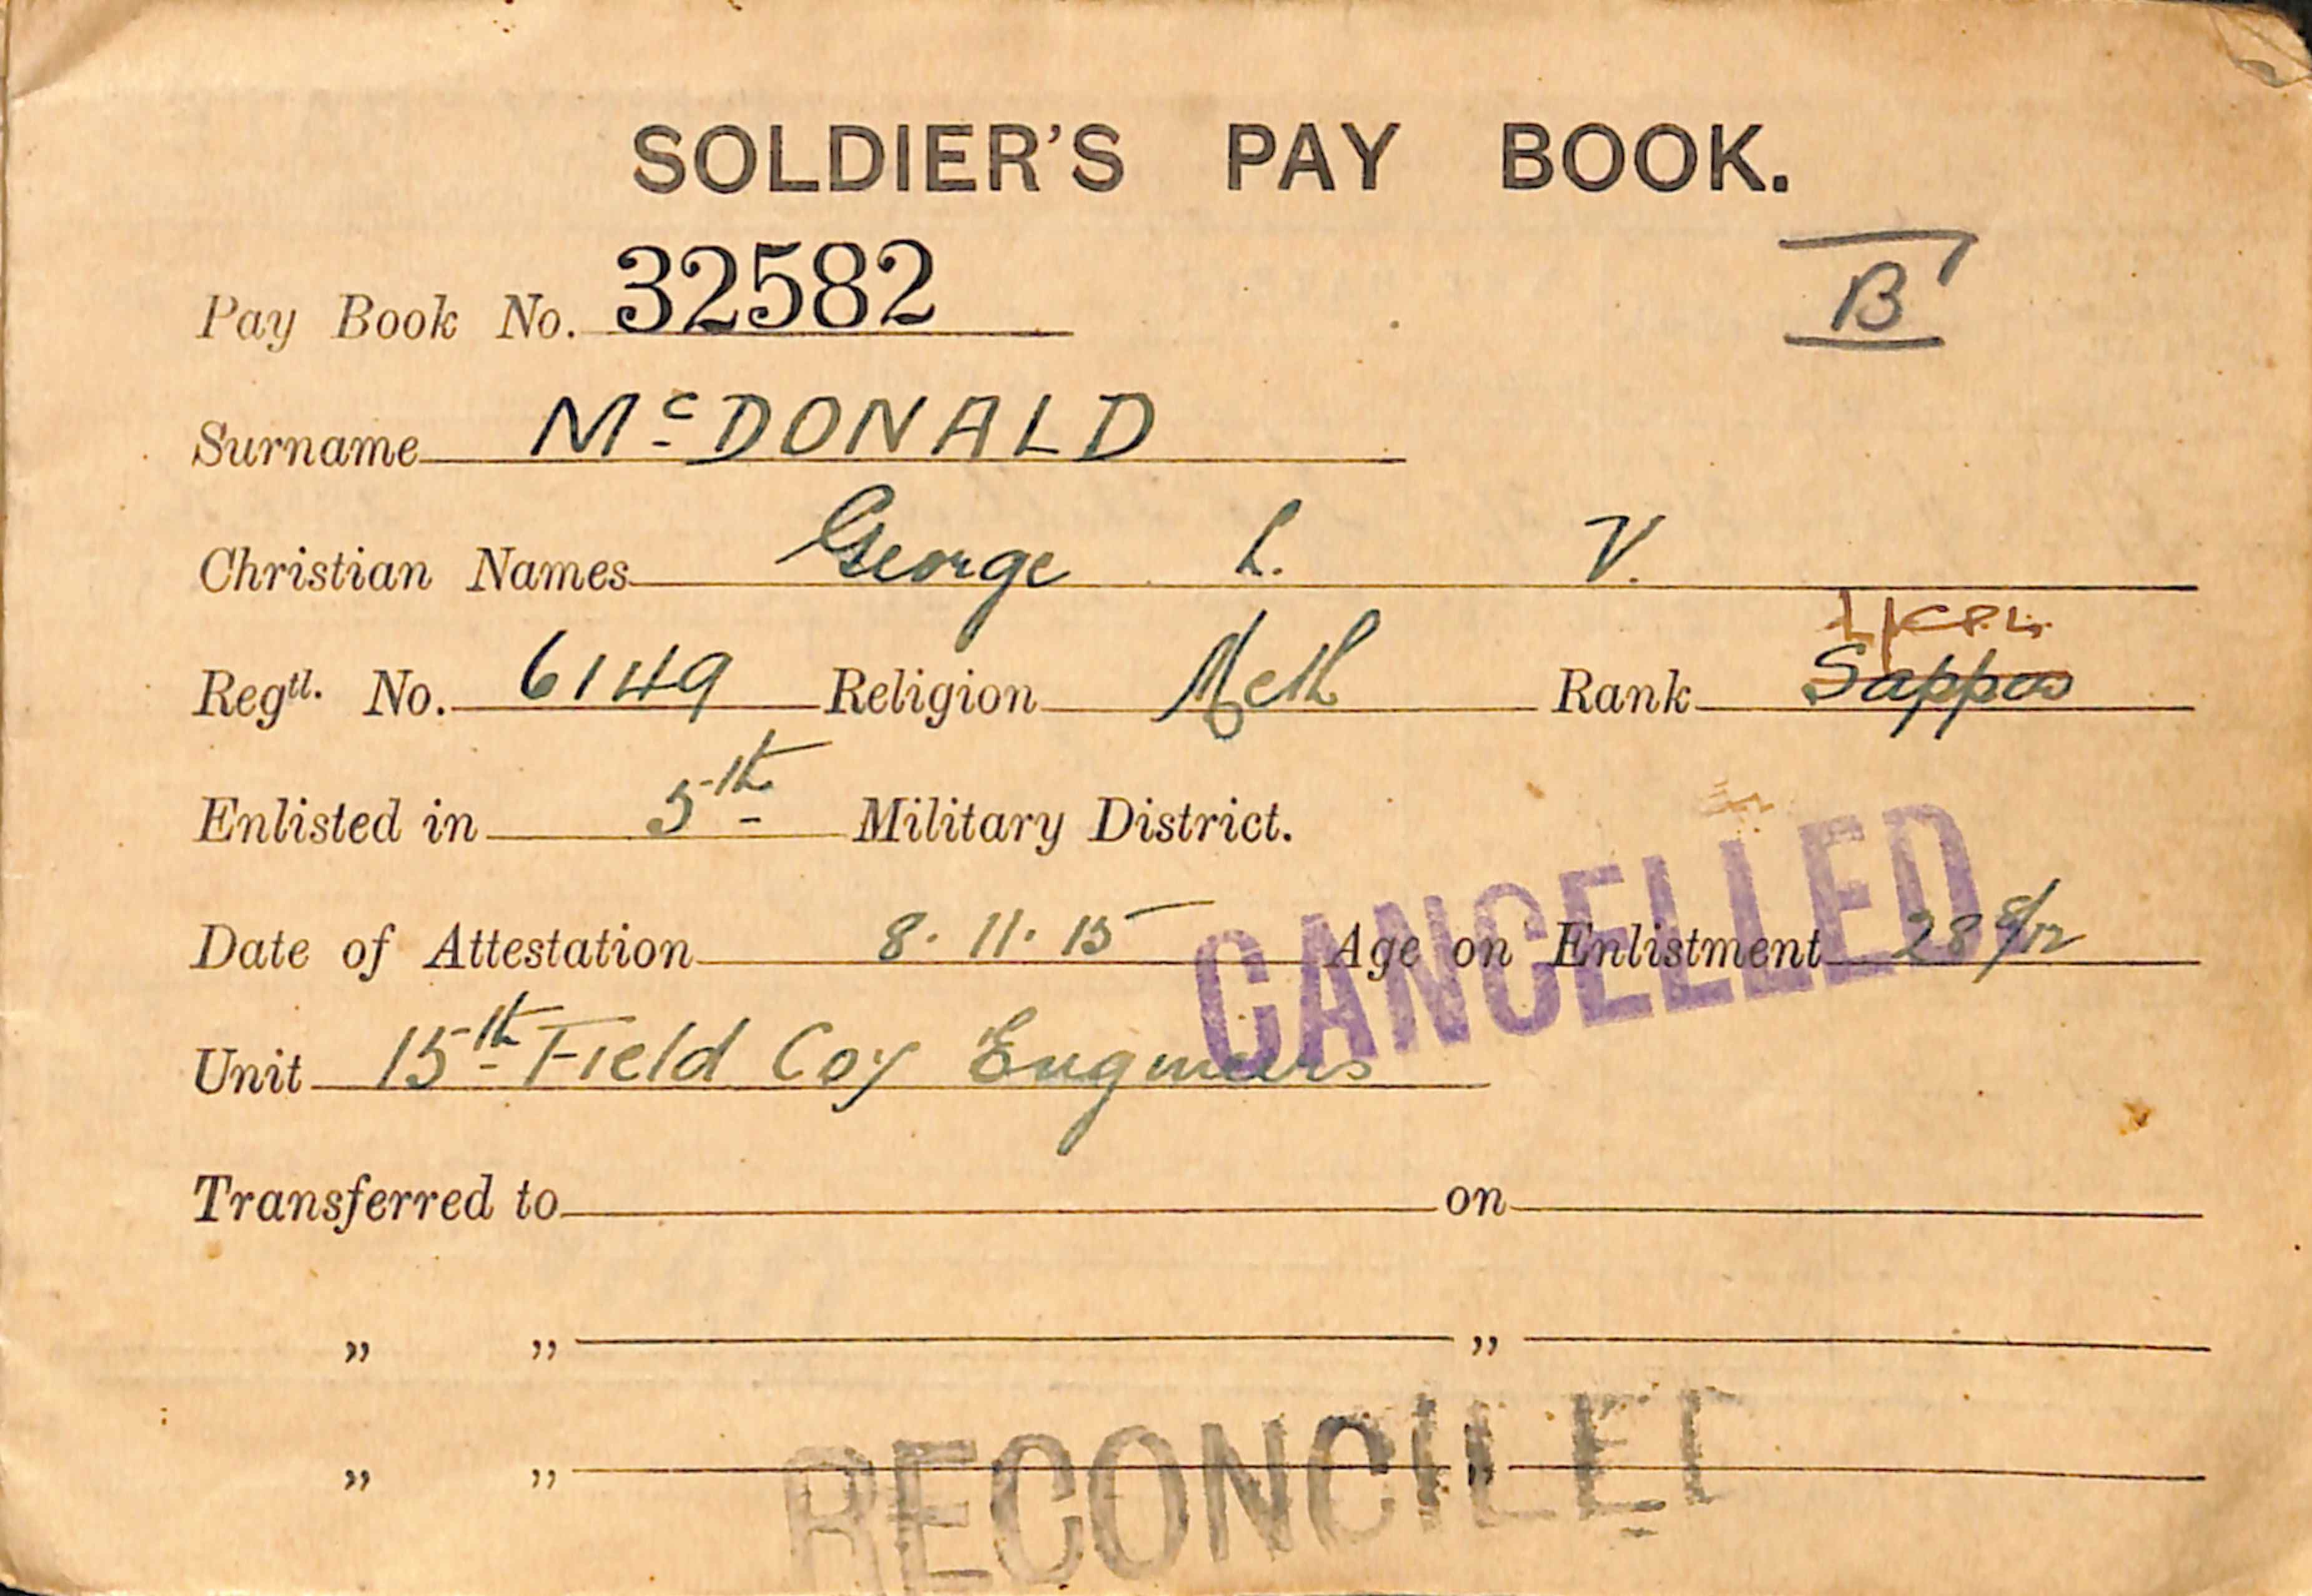 SOLDIER'S PAY BOOK.
Pay Book No. 32582
B
Surname McDONALD
Christian Names George L. V.
L/CPL.
Regtl. No. 6149 Religion Meth Rank Sapper
Enlisted in 5th Military District.
Date of Attestation 8.11.15 Age on Enlistment 28 8/12
CANCELLED
Unit 15th Field Coy Engineers
Transferred to on
" " "
" " "
RECONCILED